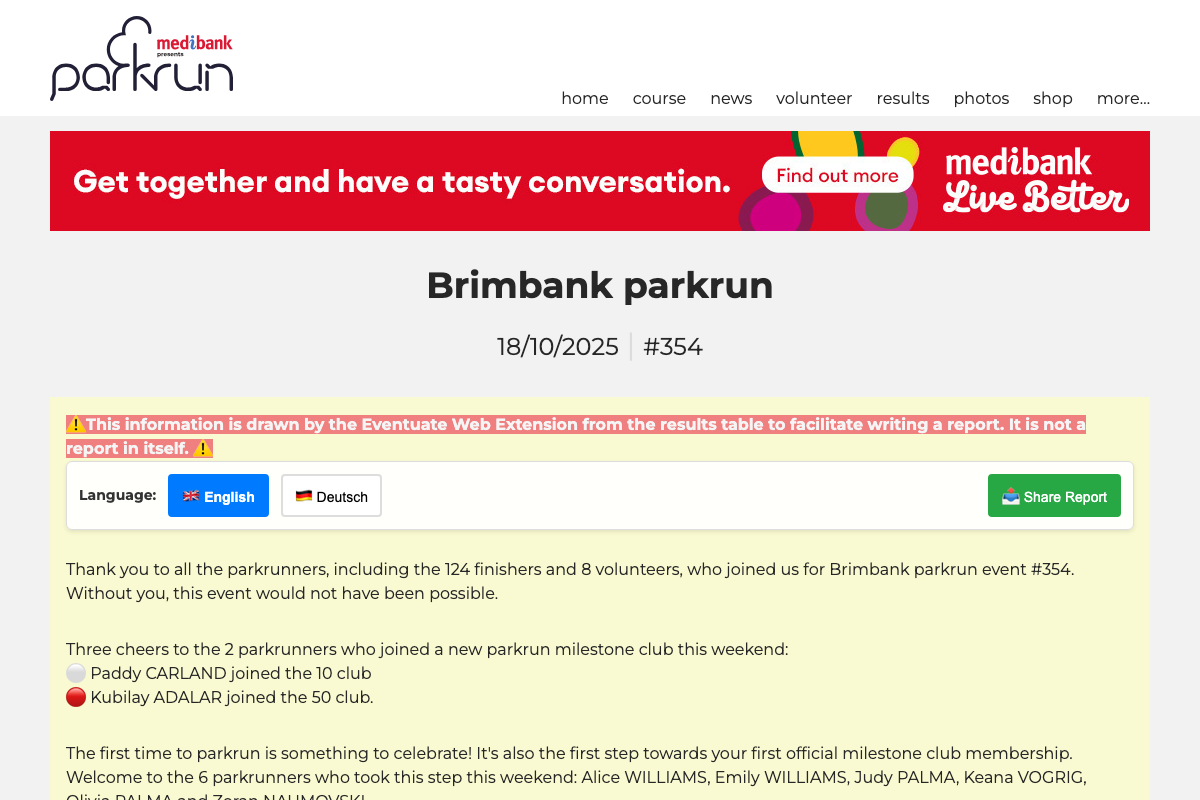 medibank
presents
parkrun
home course news volunteer results photos shop more...
Get together and have a tasty conversation.
Find out more
medibank
Live Better
Brimbank parkrun
18/10/2025 #354
⚠️This information is drawn by the Eventuate Web Extension from the results table to facilitate writing a report. It is not a
report in itself. ⚠️
Language: 🇬🇧 English 🇩🇪 Deutsch 📤 Share Report
Thank you to all the parkrunners, including the 124 finishers and 8 volunteers, who joined us for Brimbank parkrun event #354.
Without you, this event would not have been possible.
Three cheers to the 2 parkrunners who joined a new parkrun milestone club this weekend:
⚪ Paddy CARLAND joined the 10 club
🔴 Kubilay ADALAR joined the 50 club.
The first time to parkrun is something to celebrate! It's also the first step towards your first official milestone club membership.
Welcome to the 6 parkrunners who took this step this weekend: Alice WILLIAMS, Emily WILLIAMS, Judy PALMA, Keana VOGRIG,
Olivia PALMA and Zoran NAUMOVSKI